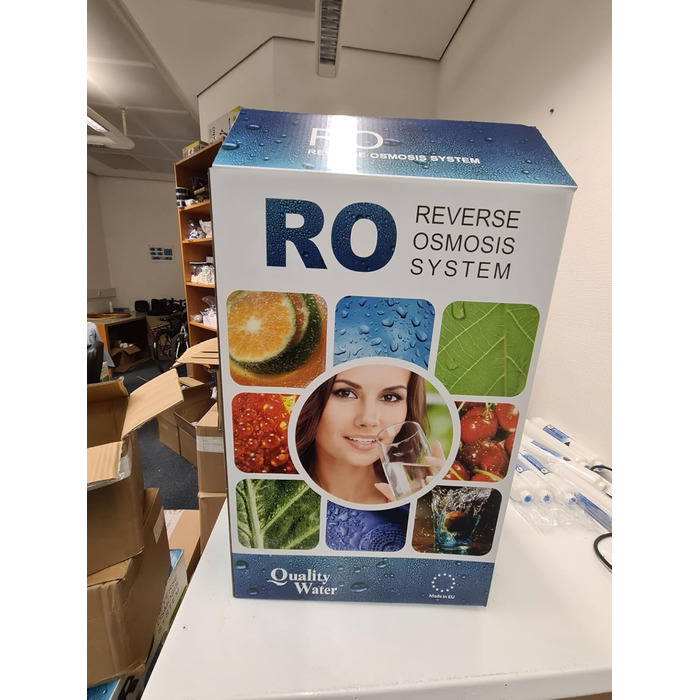 RO
REVERSE OSMOSIS SYSTEM
RO
REVERSE
OSMOSIS
SYSTEM
Quality
Water
Made in EU